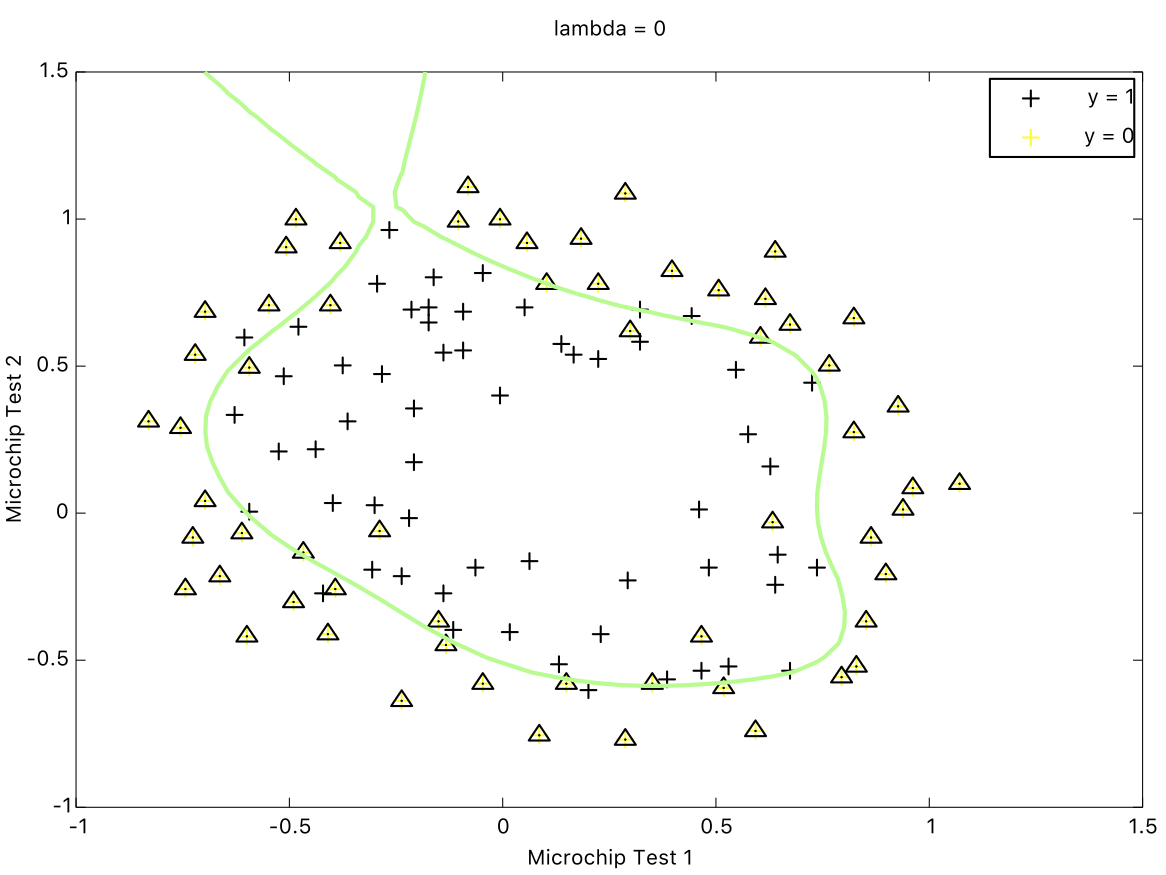 lambda = 0
1.5
y = 1
y = 0
1
0.5
0
-0.5
-1
-1
-0.5
0
0.5
1
1.5
Microchip Test 2
Microchip Test 1